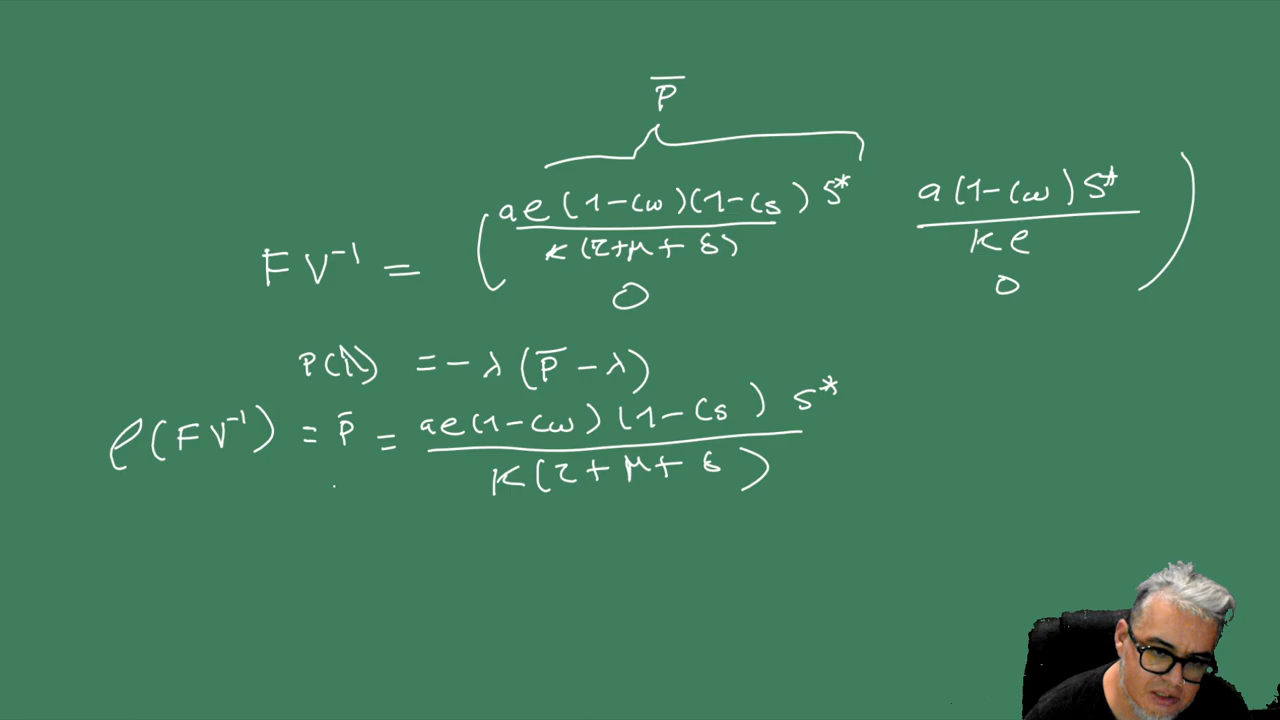 P̅
ae(1-cω)(1-cs) S* a(1-cω) S*
FV⁻¹ = ( κ(τ+μ+δ) κe )
0 0
P(λ) = -λ(P̅-λ)
ρ(FV⁻¹) = P̅ = ae(1-cω)(1-cs) S*
κ(τ+μ+δ)